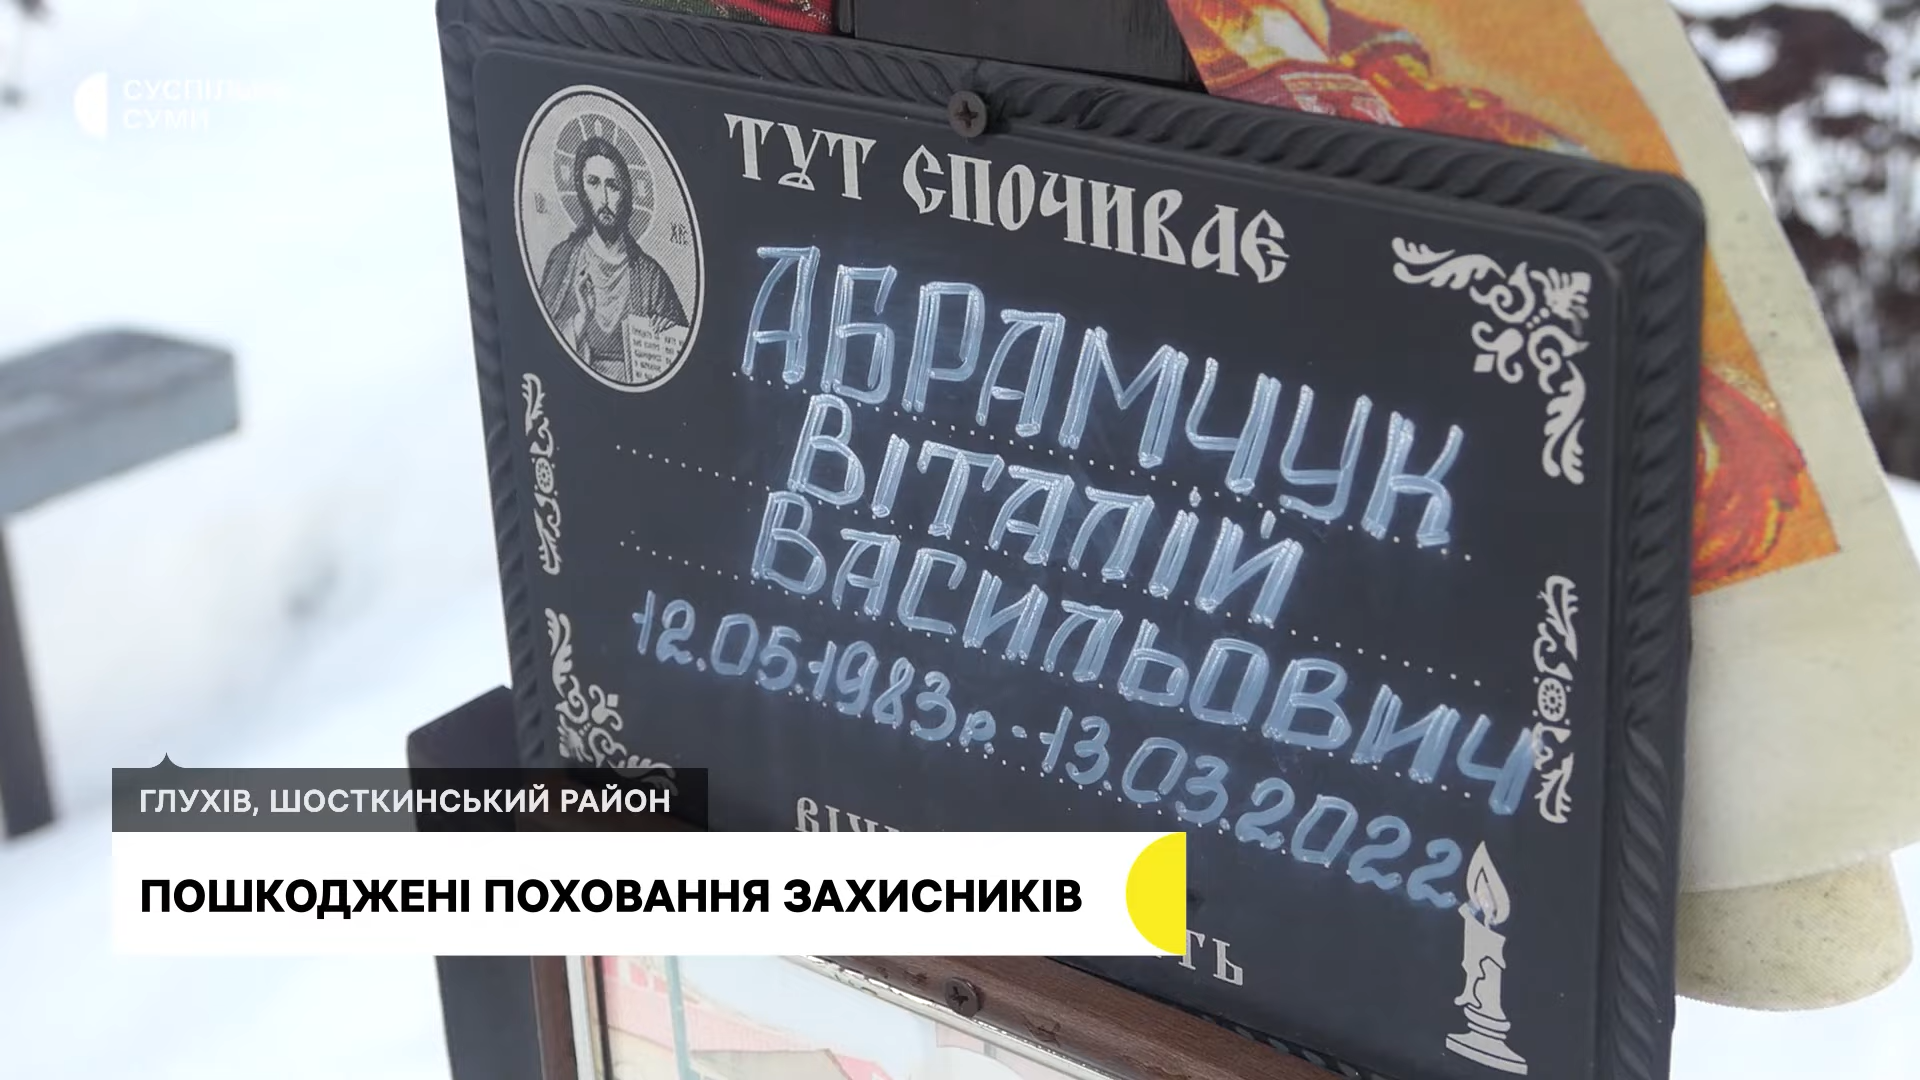 СУСПІЛЬНЕ
СУМИ
ТУТ СПОЧИВАЄ
АБРАМЧУК
ВІТАЛІЙ
ВАСИЛЬОВИЧ
12.05.1983р.-13.03.2022
ГЛУХІВ, ШОСТКИНСЬКИЙ РАЙОН
ПОШКОДЖЕНІ ПОХОВАННЯ ЗАХИСНИКІВ